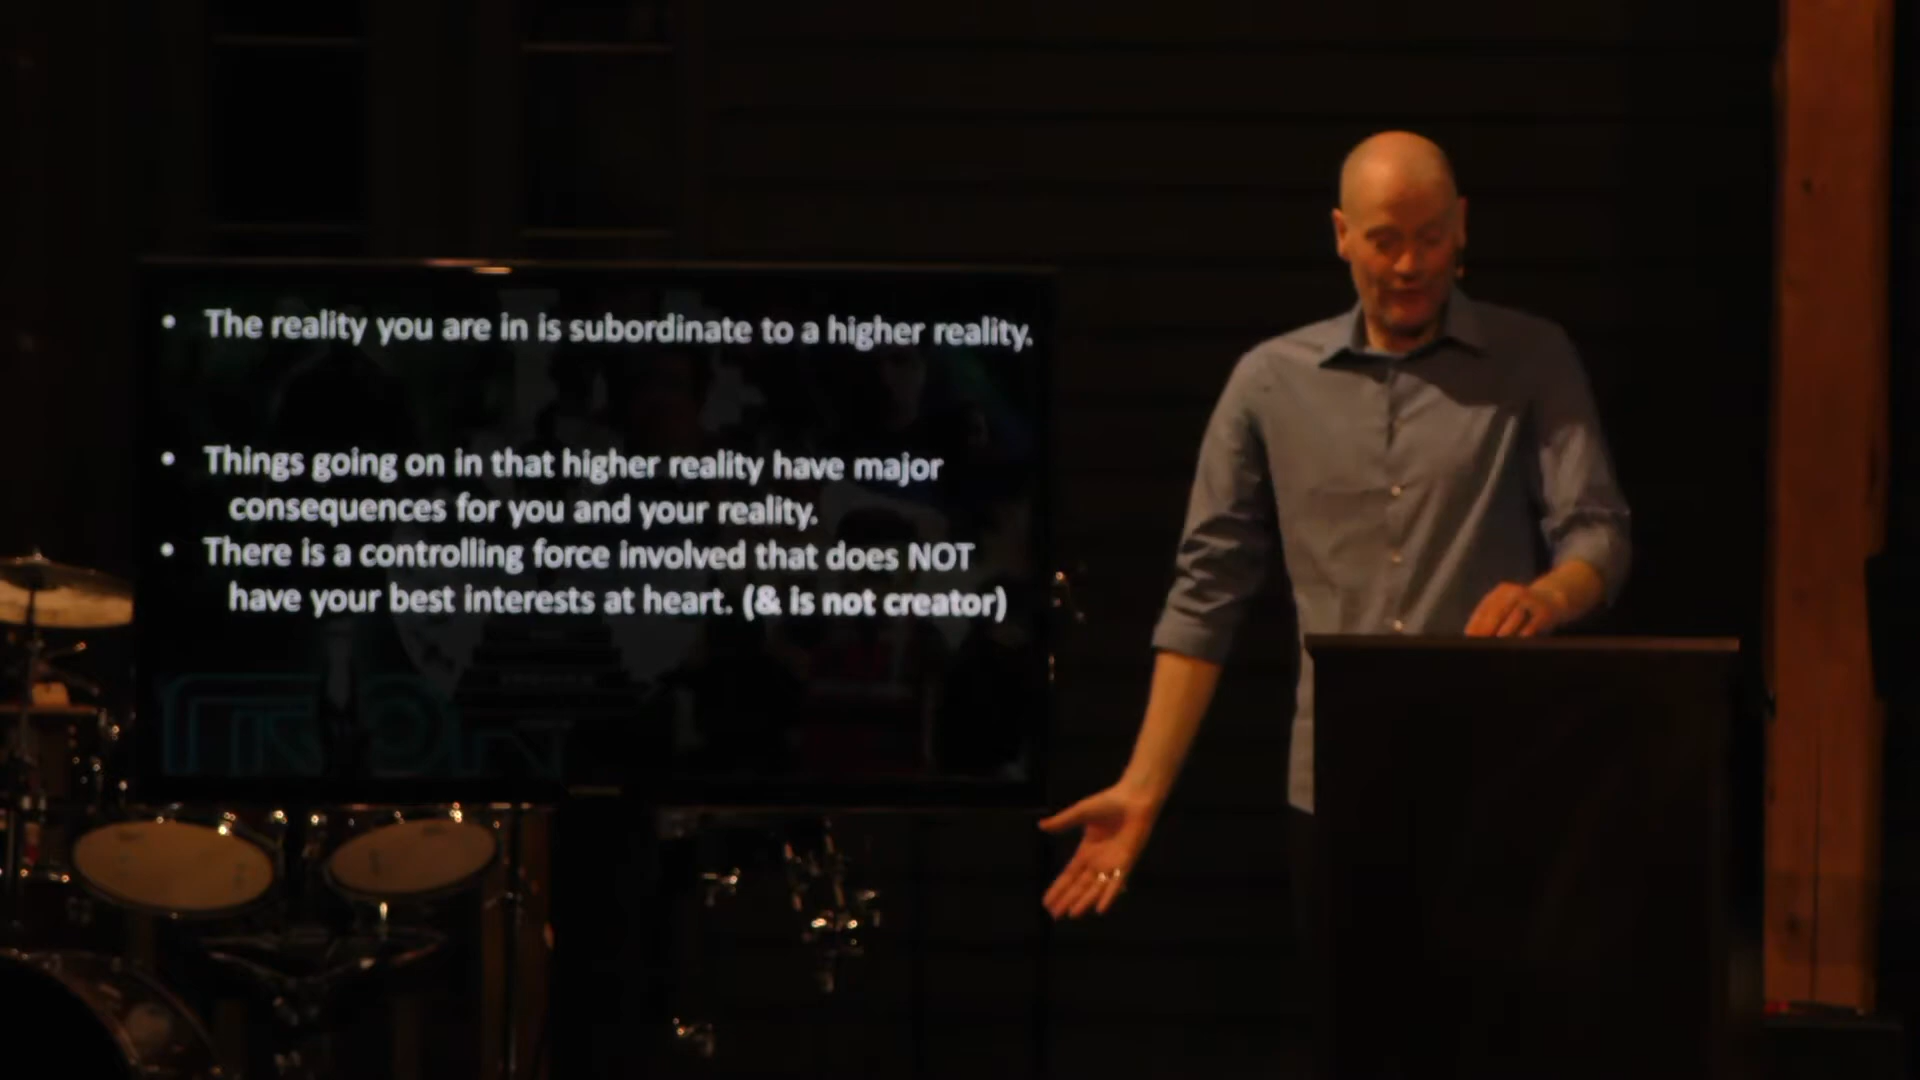 • The reality you are in is subordinate to a higher reality.
• Things going on in that higher reality have major
consequences for you and your reality.
• There is a controlling force involved that does NOT
have your best interests at heart. (& is not creator)
TRON